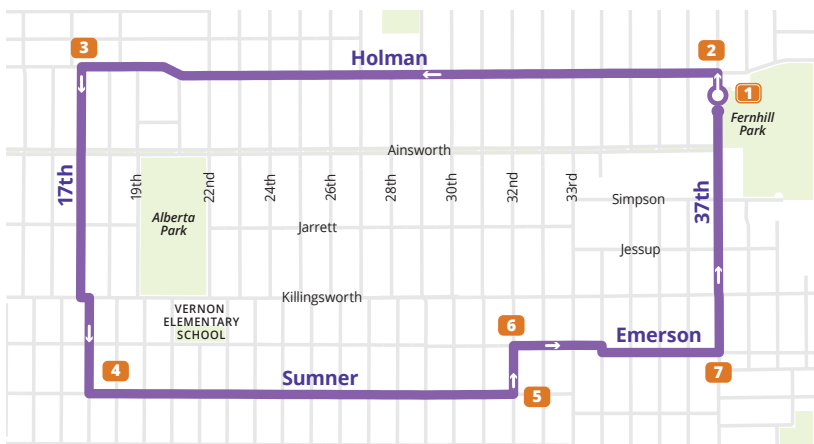 3
Holman
2
1
Fernhill
Park
Ainsworth
17th
19th
22nd
24th
26th
28th
30th
32nd
33rd
37th
Simpson
Alberta
Park
Jarrett
Jessup
Killingsworth
VERNON
ELEMENTARY
SCHOOL
6
Emerson
4
Sumner
5
7